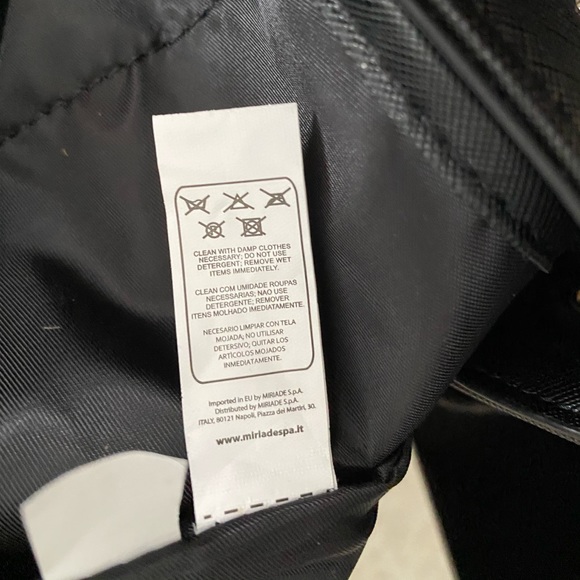 CLEAN WITH DAMP CLOTHES
NECESSARY; DO NOT USE
DETERGENT; REMOVE WET
ITEMS IMMEDIATELY.
CLEAN COM UMIDADE ROUPAS
NECESSARIAS; NAO USE
DETERGENTE; REMOVER
ITENS MOLHADO IMEDIATAMENTE.
NECESARIO LIMPIAR CON TELA
MOJADA; NO UTILISAR
DETERSIVO; QUITAR LOS
ARTÍCOLOS MOJADOS
INMEDIATAMENTE.
Imported in EU by MIRIADE S.p.A.
Distributed by MIRIADE S.p.A.
ITALY, 80121 Napoli, Piazza dei Martiri, 30.
www.miriadespa.it